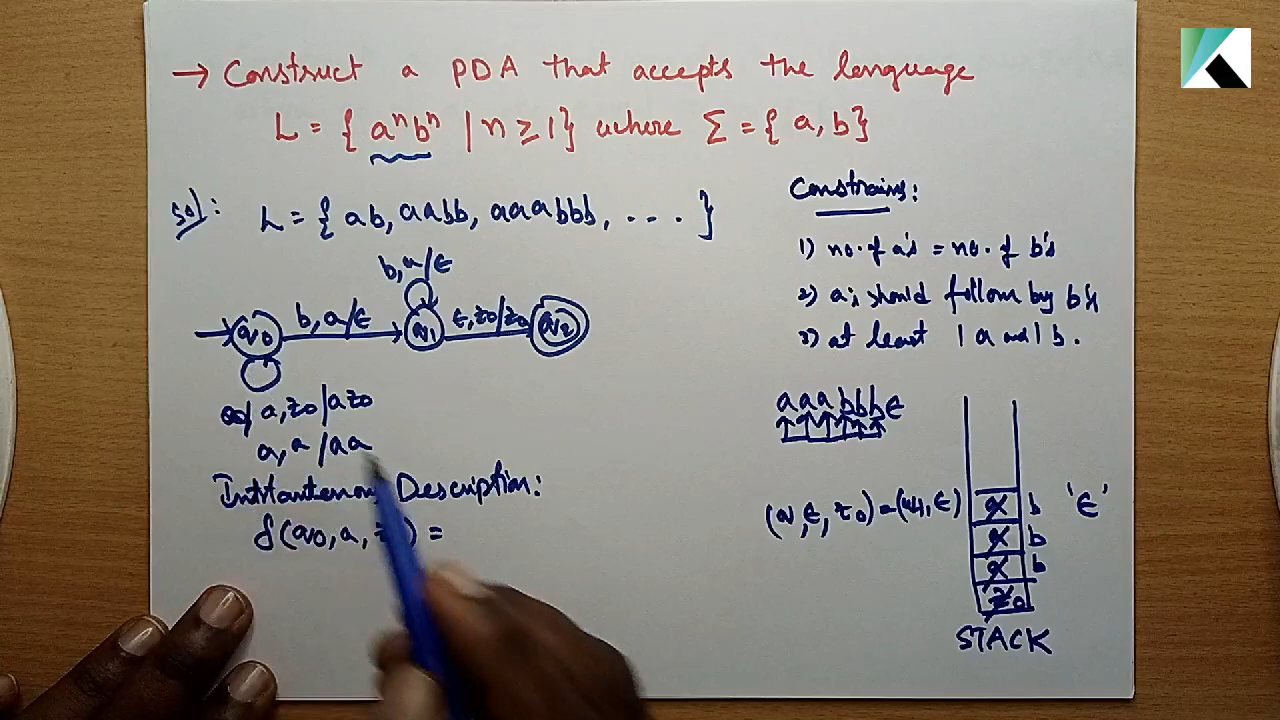 → Construct a PDA that accepts the language
L = { aⁿbⁿ | n ≥ 1} where Σ = { a, b}
Sol:
L = { ab, aabb, aaabbb, .... }
b, a/ε
b, a/ε
ε, z0/z0
q0
q1
q2
a, z0/az0
a, a/aa
Description:
δ(q0, a, ) =
Constrains:
1) no. of a's = no. of b's
2) a's should follow by b's
3) at least 1 a and 1 b.
aaabbbε
ε, z0) = ( , ε)
a b 'ε'
a b
a b
z0
STACK